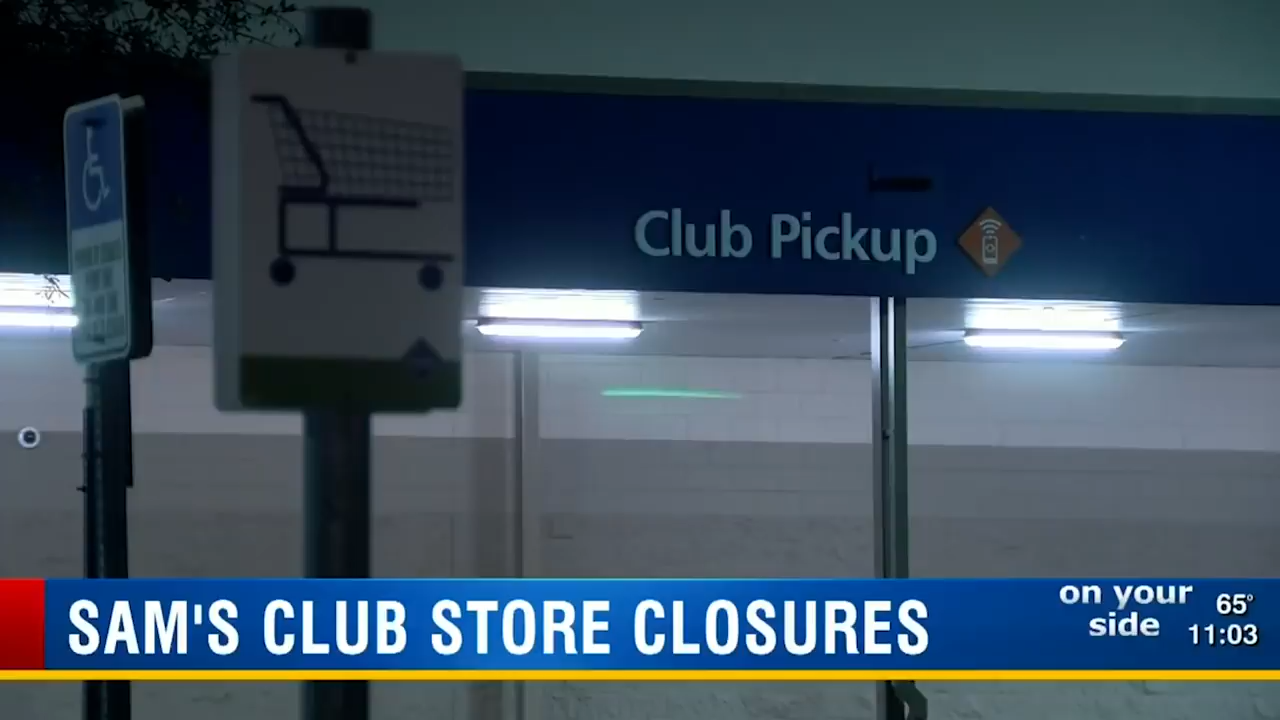 Club Pickup
SAM'S CLUB STORE CLOSURES
on your
side
65°
11:03